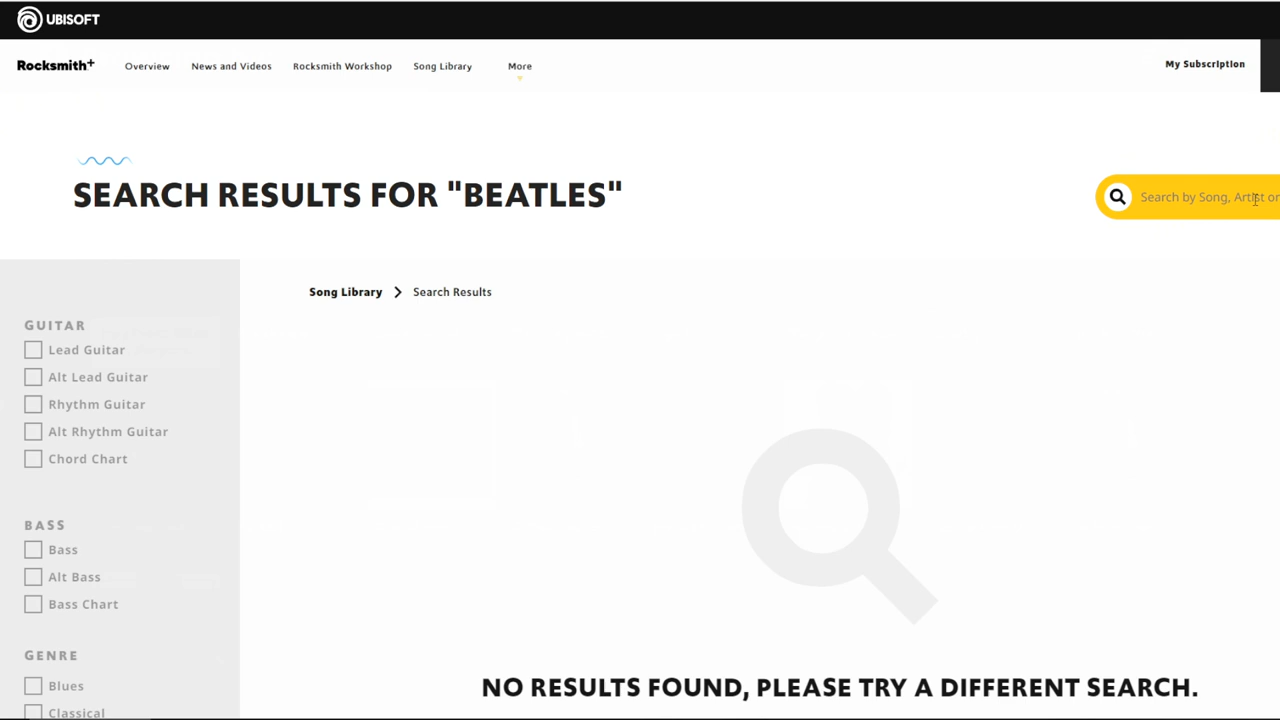 UBISOFT
Rocksmith+
Overview
News and Videos
Rocksmith Workshop
Song Library
More
My Subscription
SEARCH RESULTS FOR "BEATLES"
Search by Song, Artist or
Song Library > Search Results
GUITAR
Lead Guitar
Alt Lead Guitar
Rhythm Guitar
Alt Rhythm Guitar
Chord Chart
BASS
Bass
Alt Bass
Bass Chart
GENRE
Blues
Classical
NO RESULTS FOUND, PLEASE TRY A DIFFERENT SEARCH.